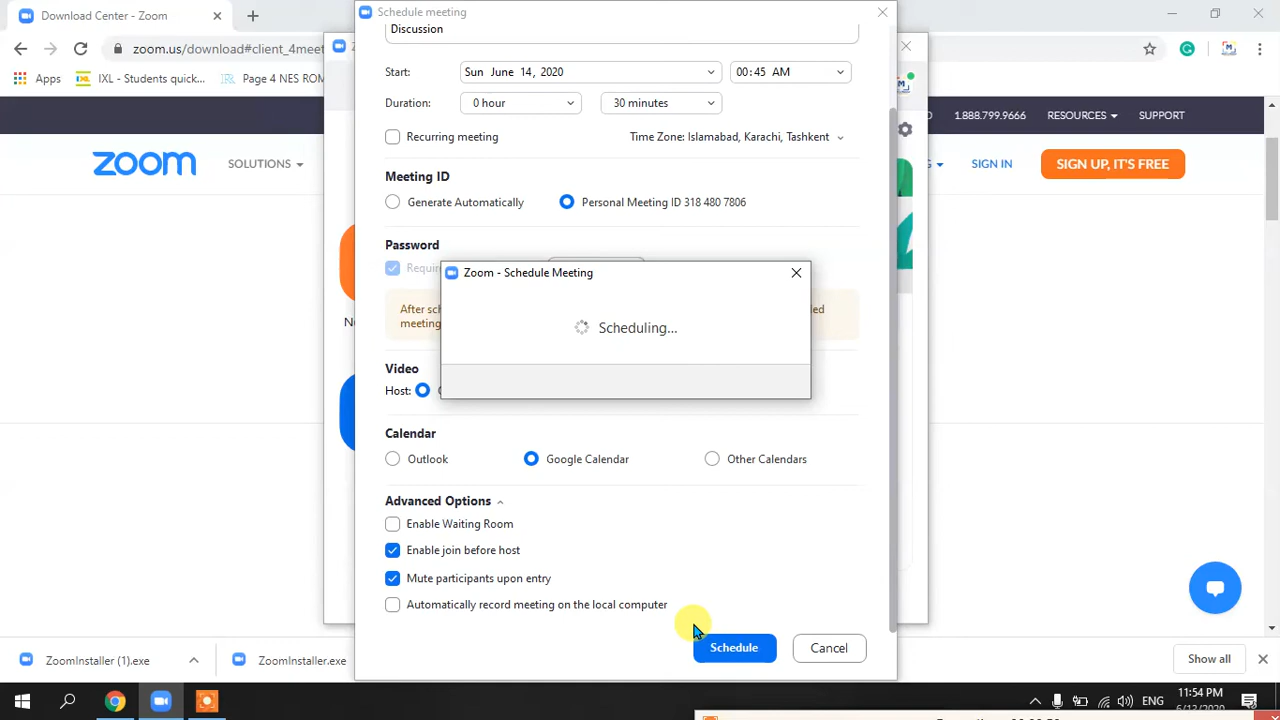 Download Center - Zoom
Schedule meeting
zoom.us/download#client_4meet
Apps
IXL - Students quick...
Page 4 NES ROM
Discussion
Start:
Sun June 14, 2020
00:45 AM
Duration:
0 hour
30 minutes
Recurring meeting
Time Zone: Islamabad, Karachi, Tashkent
1.888.799.9666
RESOURCES
SUPPORT
zoom
SOLUTIONS
SIGN IN
SIGN UP, IT'S FREE
Meeting ID
Generate Automatically
Personal Meeting ID 318 480 7806
Password
Zoom - Schedule Meeting
Scheduling...
After
meeting
Video
Host:
Calendar
Outlook
Google Calendar
Other Calendars
Advanced Options
Enable Waiting Room
Enable join before host
Mute participants upon entry
Automatically record meeting on the local computer
Schedule
Cancel
ZoomInstaller (1).exe
ZoomInstaller.exe
Show all
ENG
11:54 PM
6/13/2020